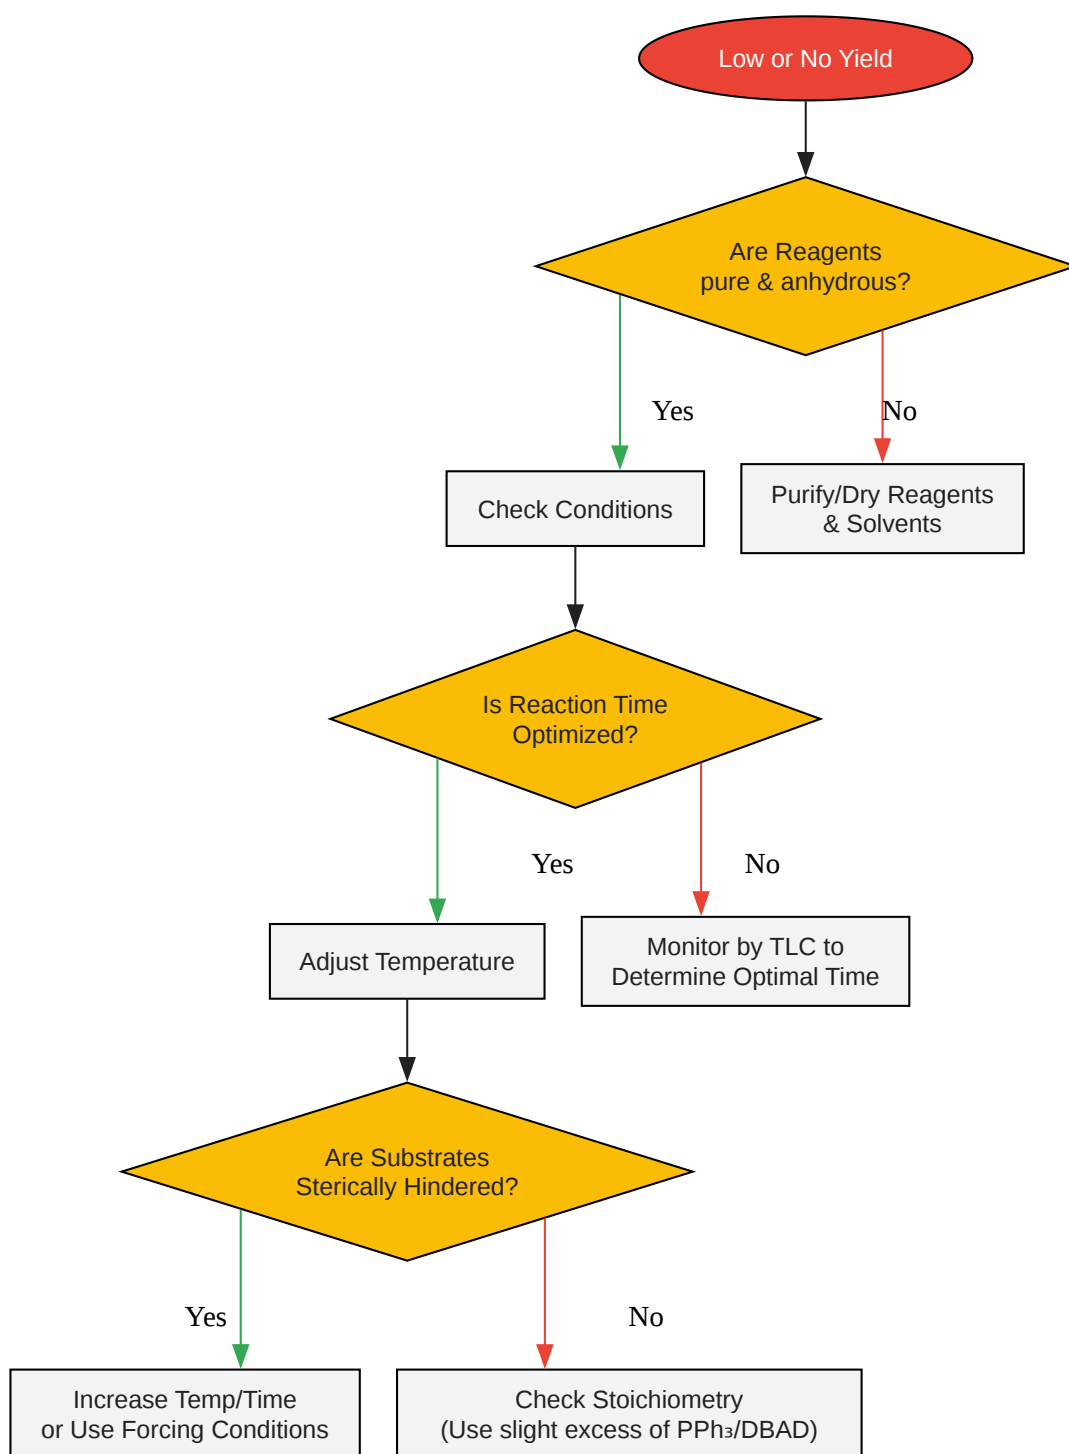 Low or No Yield
Are Reagents
pure & anhydrous?
Yes
No
Check Conditions
Purify/Dry Reagents
& Solvents
Is Reaction Time
Optimized?
Yes
No
Adjust Temperature
Monitor by TLC to
Determine Optimal Time
Are Substrates
Sterically Hindered?
Yes
No
Increase Temp/Time
or Use Forcing Conditions
Check Stoichiometry
(Use slight excess of PPh₃/DBAD)